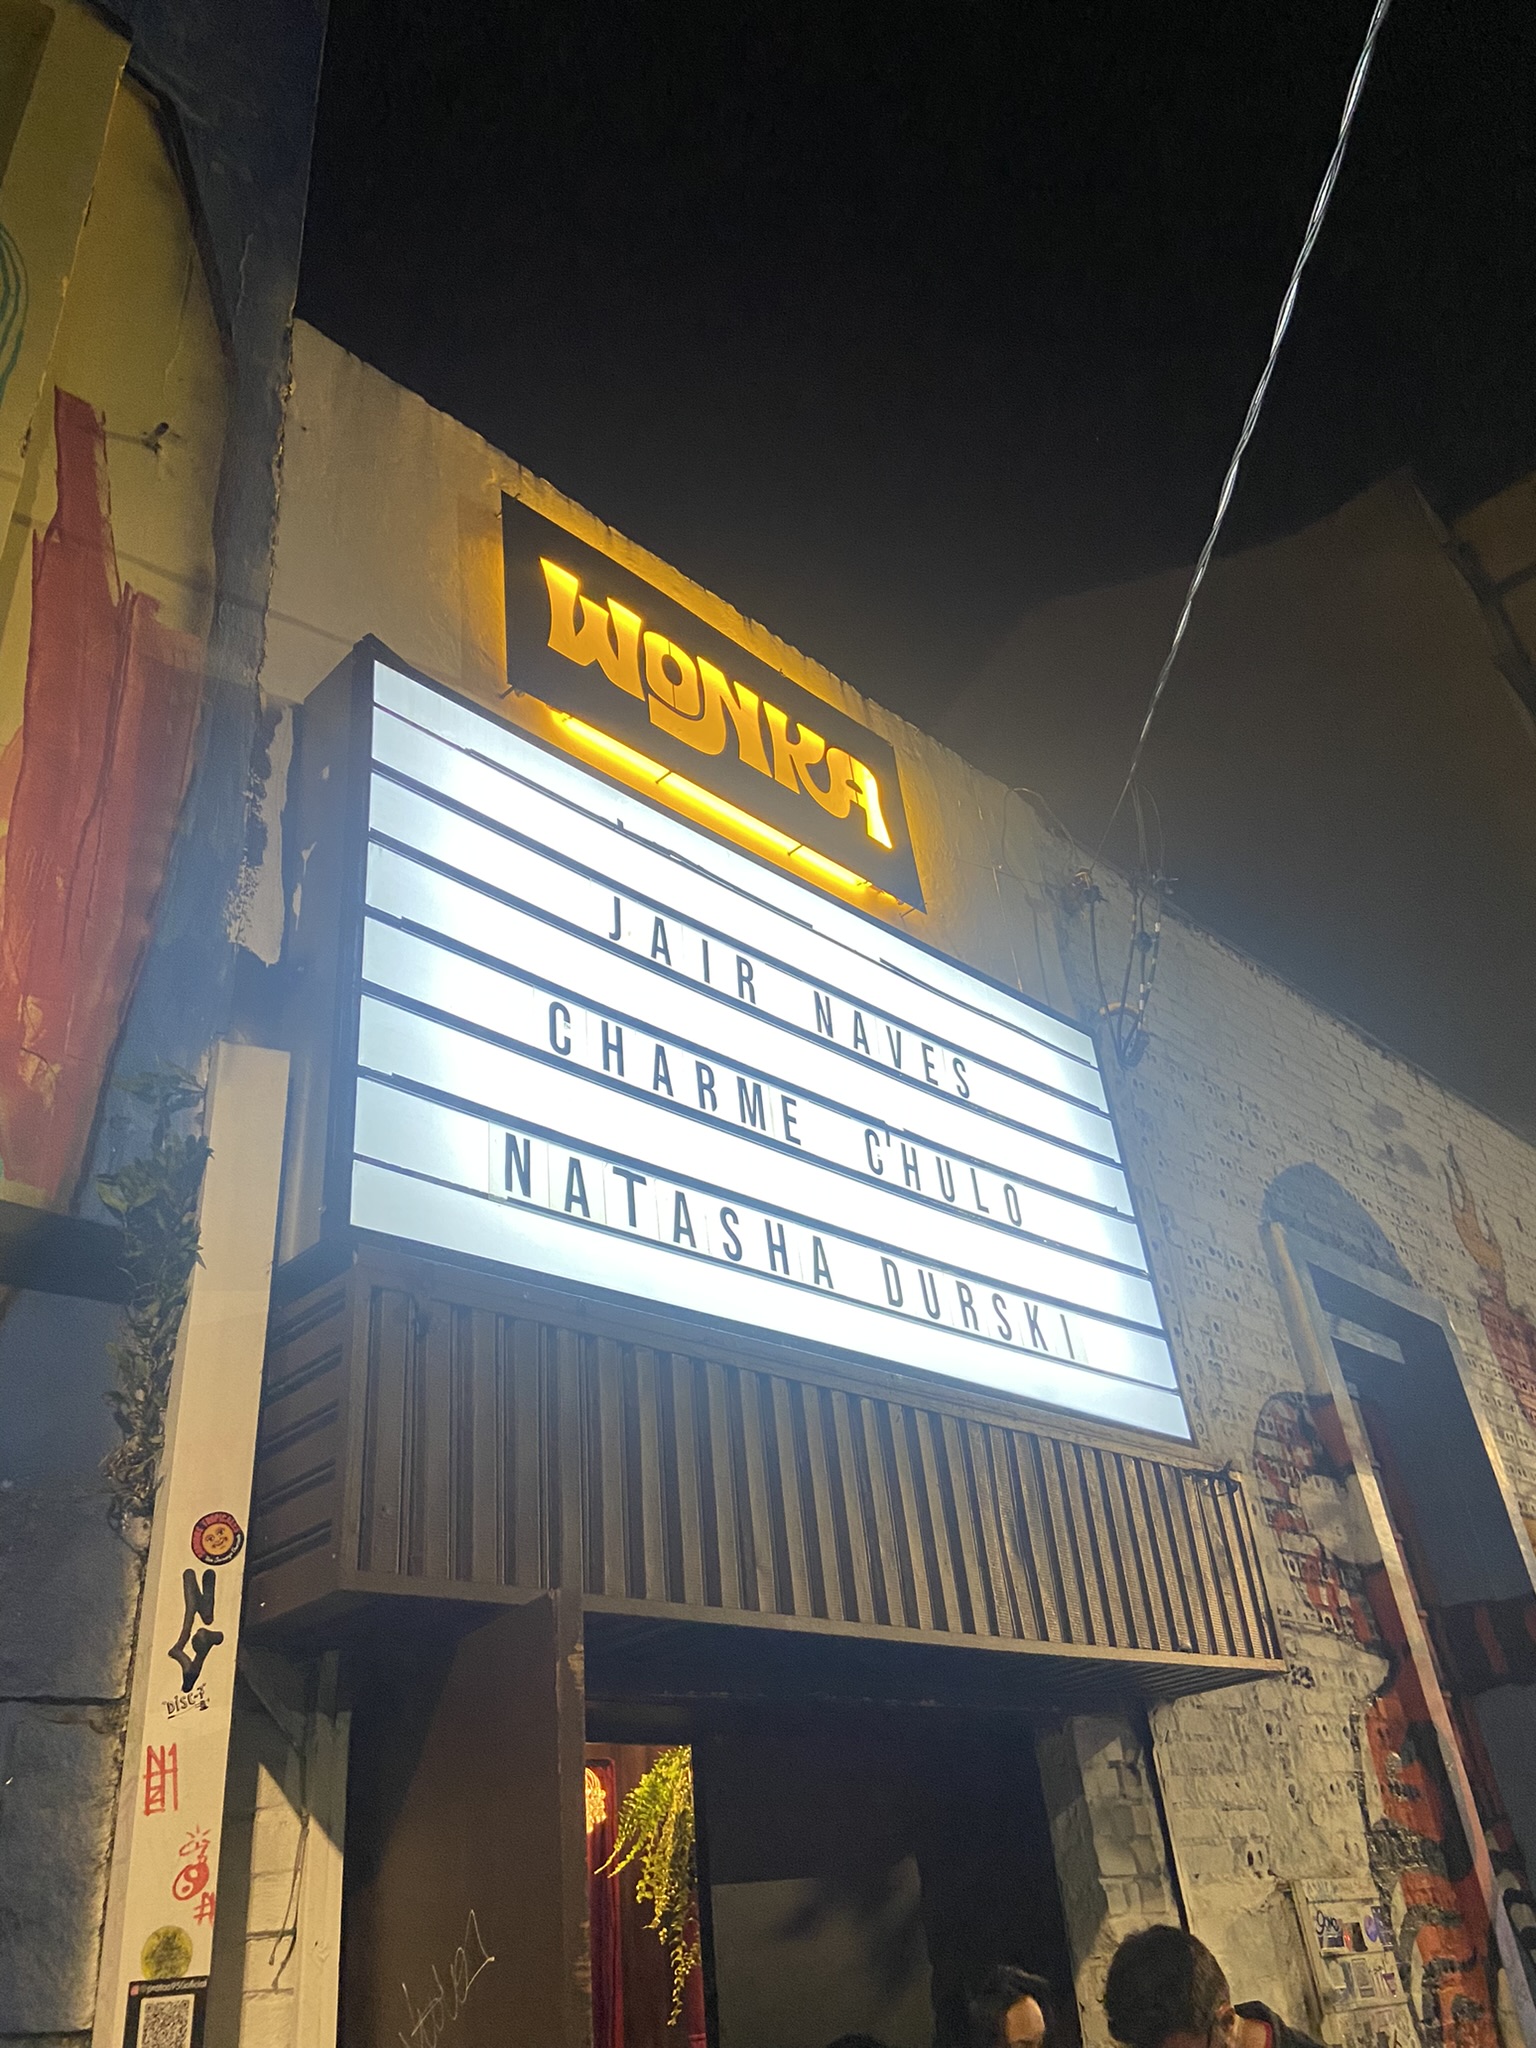 WONKA
JAIR NAVES
CHARME CHULO
NATASHA DURSKI